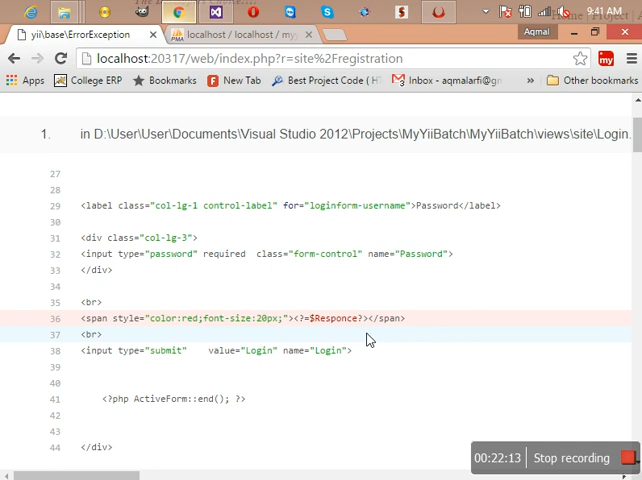 9:41 AM
Home Project
yii\base\ErrorException
localhost / localhost / my
Aqmal
localhost:20317/web/index.php?r=site%2Fregistration
Apps
College ERP
Bookmarks
New Tab
Best Project Code ( H
Inbox - aqmalarfi@gm
»
Other bookmarks
1. in D:\User\User\Documents\Visual Studio 2012\Projects\MyYiiBatch\MyYiiBatch\views\site\Login.
27
28
29 <label class="col-lg-1 control-label" for="loginform-username">Password</label>
30
31 <div class="col-lg-3">
32 <input type="password" required class="form-control" name="Password">
33 </div>
34
35 <br>
36 <span style="color:red;font-size:20px;"><?=$Responce?></span>
37 <br>
38 <input type="submit" value="Login" name="Login">
39
40
41 <?php ActiveForm::end(); ?>
42
43
44 </div>
00:22:13 Stop recording